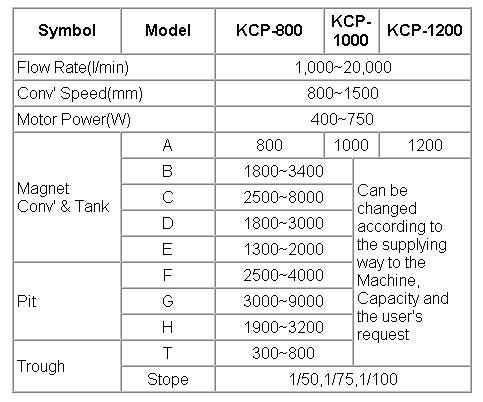 Symbol Model KCP-800 KCP-1000 KCP-1200
Flow Rate(l/min) 1,000~20,000
Conv' Speed(mm) 800~1500
Motor Power(W) 400~750
Magnet Conv' & Tank A 800 1000 1200
B 1800~3400
C 2500~8000
D 1800~3000
E 1300~2000
Can be
changed
according to
the supplying
way to the
Machine,
Capacity and
the user's
request
Pit F 2500~4000
G 3000~9000
H 1900~3200
Trough T 300~800
Stope 1/50,1/75,1/100